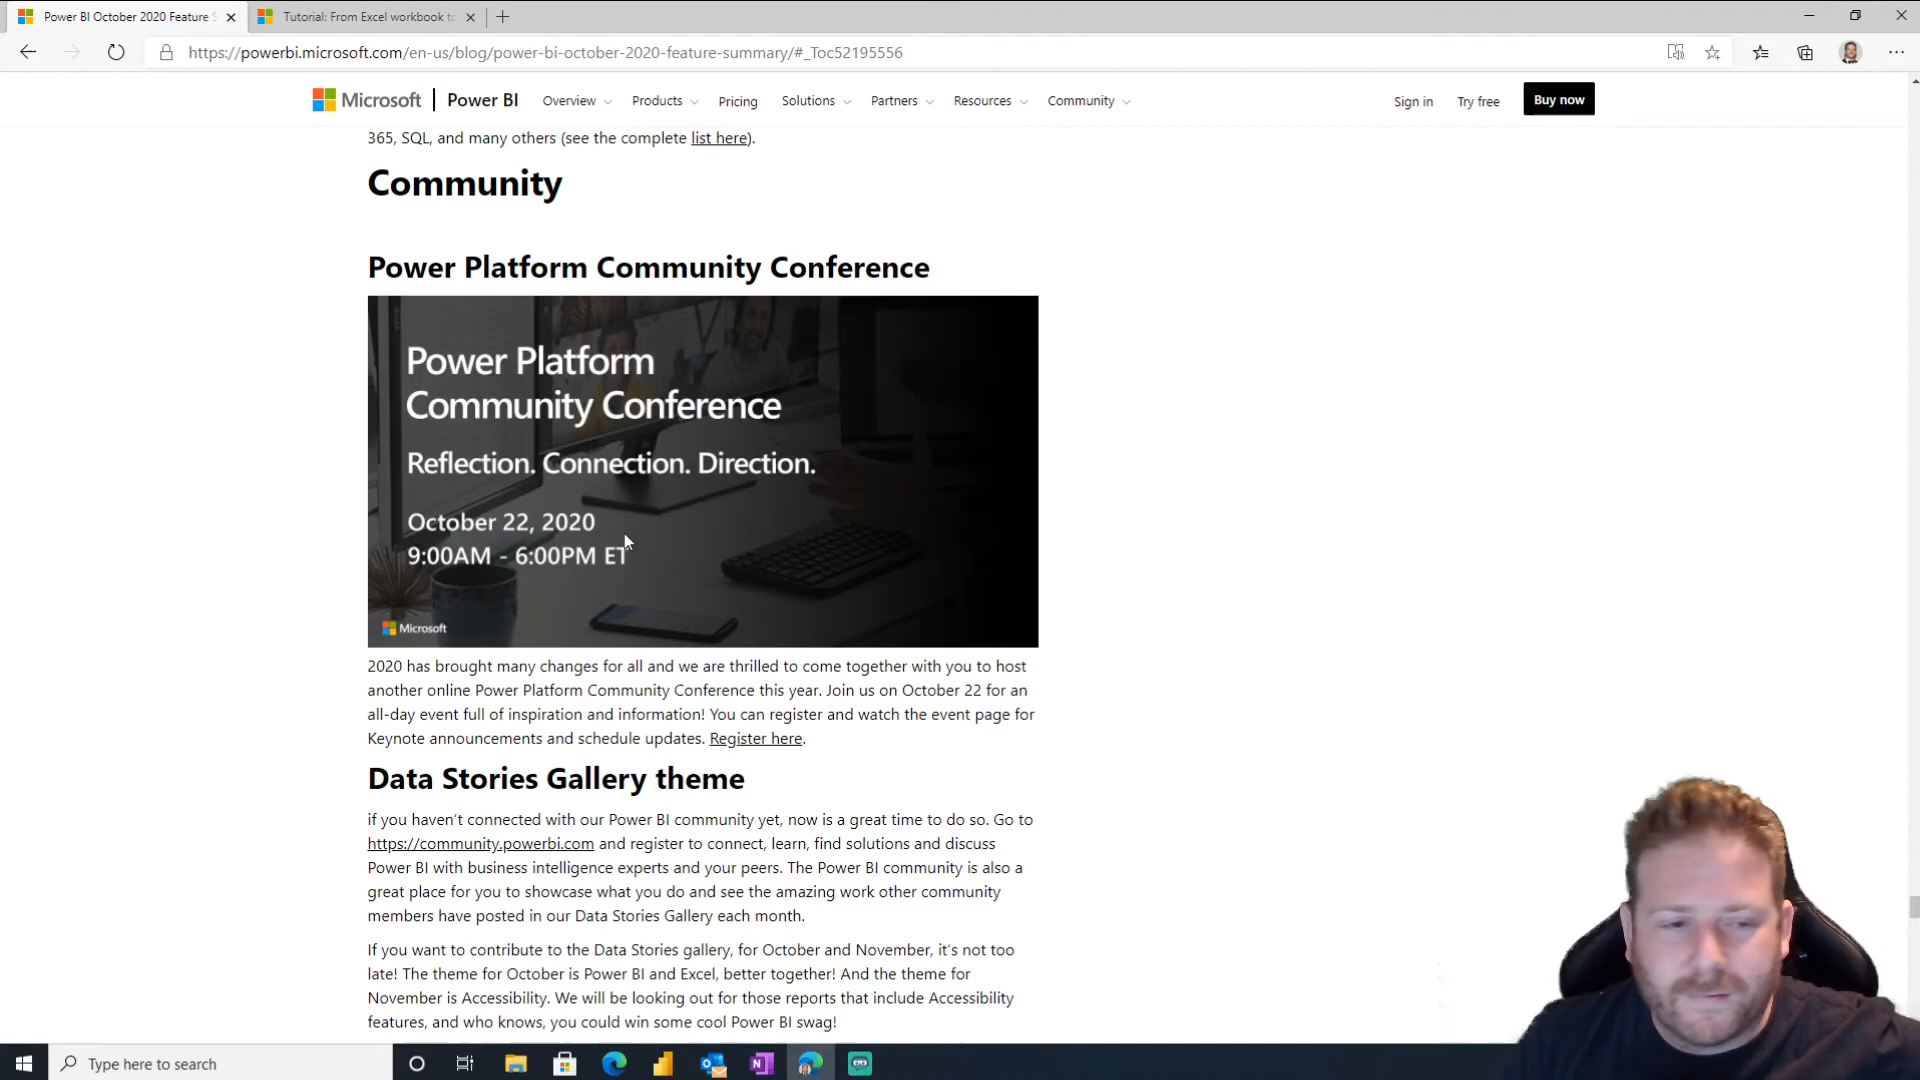 Power BI October 2020 Feature S
Tutorial: From Excel workbook to
https://powerbi.microsoft.com/en-us/blog/power-bi-october-2020-feature-summary/#_Toc52195556
Microsoft Power BI Overview Products Pricing Solutions Partners Resources Community Sign in Try free Buy now
365, SQL, and many others (see the complete list here).
Community
Power Platform Community Conference
Power Platform
Community Conference
Reflection. Connection. Direction.
October 22, 2020
9:00AM - 6:00PM ET
Microsoft
2020 has brought many changes for all and we are thrilled to come together with you to host
another online Power Platform Community Conference this year. Join us on October 22 for an
all-day event full of inspiration and information! You can register and watch the event page for
Keynote announcements and schedule updates. Register here.
Data Stories Gallery theme
if you haven't connected with our Power BI community yet, now is a great time to do so. Go to
https://community.powerbi.com and register to connect, learn, find solutions and discuss
Power BI with business intelligence experts and your peers. The Power BI community is also a
great place for you to showcase what you do and see the amazing work other community
members have posted in our Data Stories Gallery each month.
If you want to contribute to the Data Stories gallery, for October and November, it's not too
late! The theme for October is Power BI and Excel, better together! And the theme for
November is Accessibility. We will be looking out for those reports that include Accessibility
features, and who knows, you could win some cool Power BI swag!
Type here to search